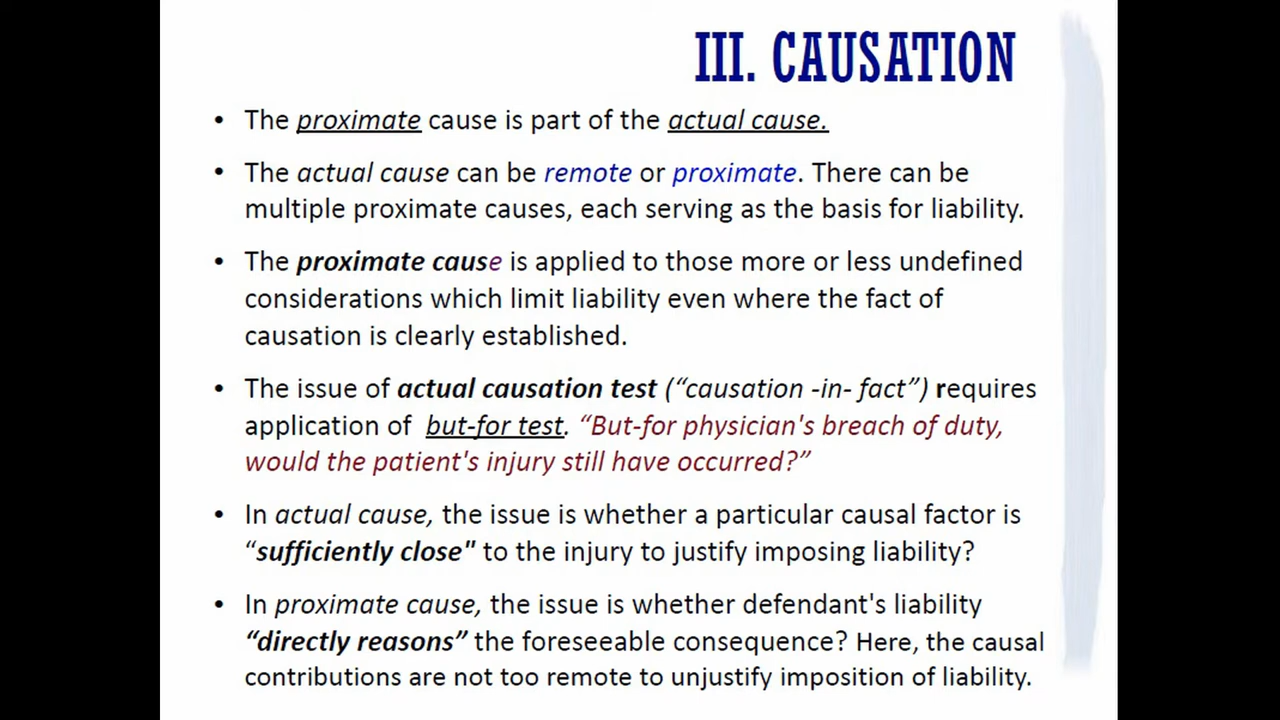 III. CAUSATION
• The proximate cause is part of the actual cause.
• The actual cause can be remote or proximate. There can be
multiple proximate causes, each serving as the basis for liability.
• The proximate cause is applied to those more or less undefined
considerations which limit liability even where the fact of
causation is clearly established.
• The issue of actual causation test (“causation -in- fact”) requires
application of but-for test. “But-for physician's breach of duty,
would the patient's injury still have occurred?”
• In actual cause, the issue is whether a particular causal factor is
“sufficiently close" to the injury to justify imposing liability?
• In proximate cause, the issue is whether defendant's liability
“directly reasons” the foreseeable consequence? Here, the causal
contributions are not too remote to unjustify imposition of liability.